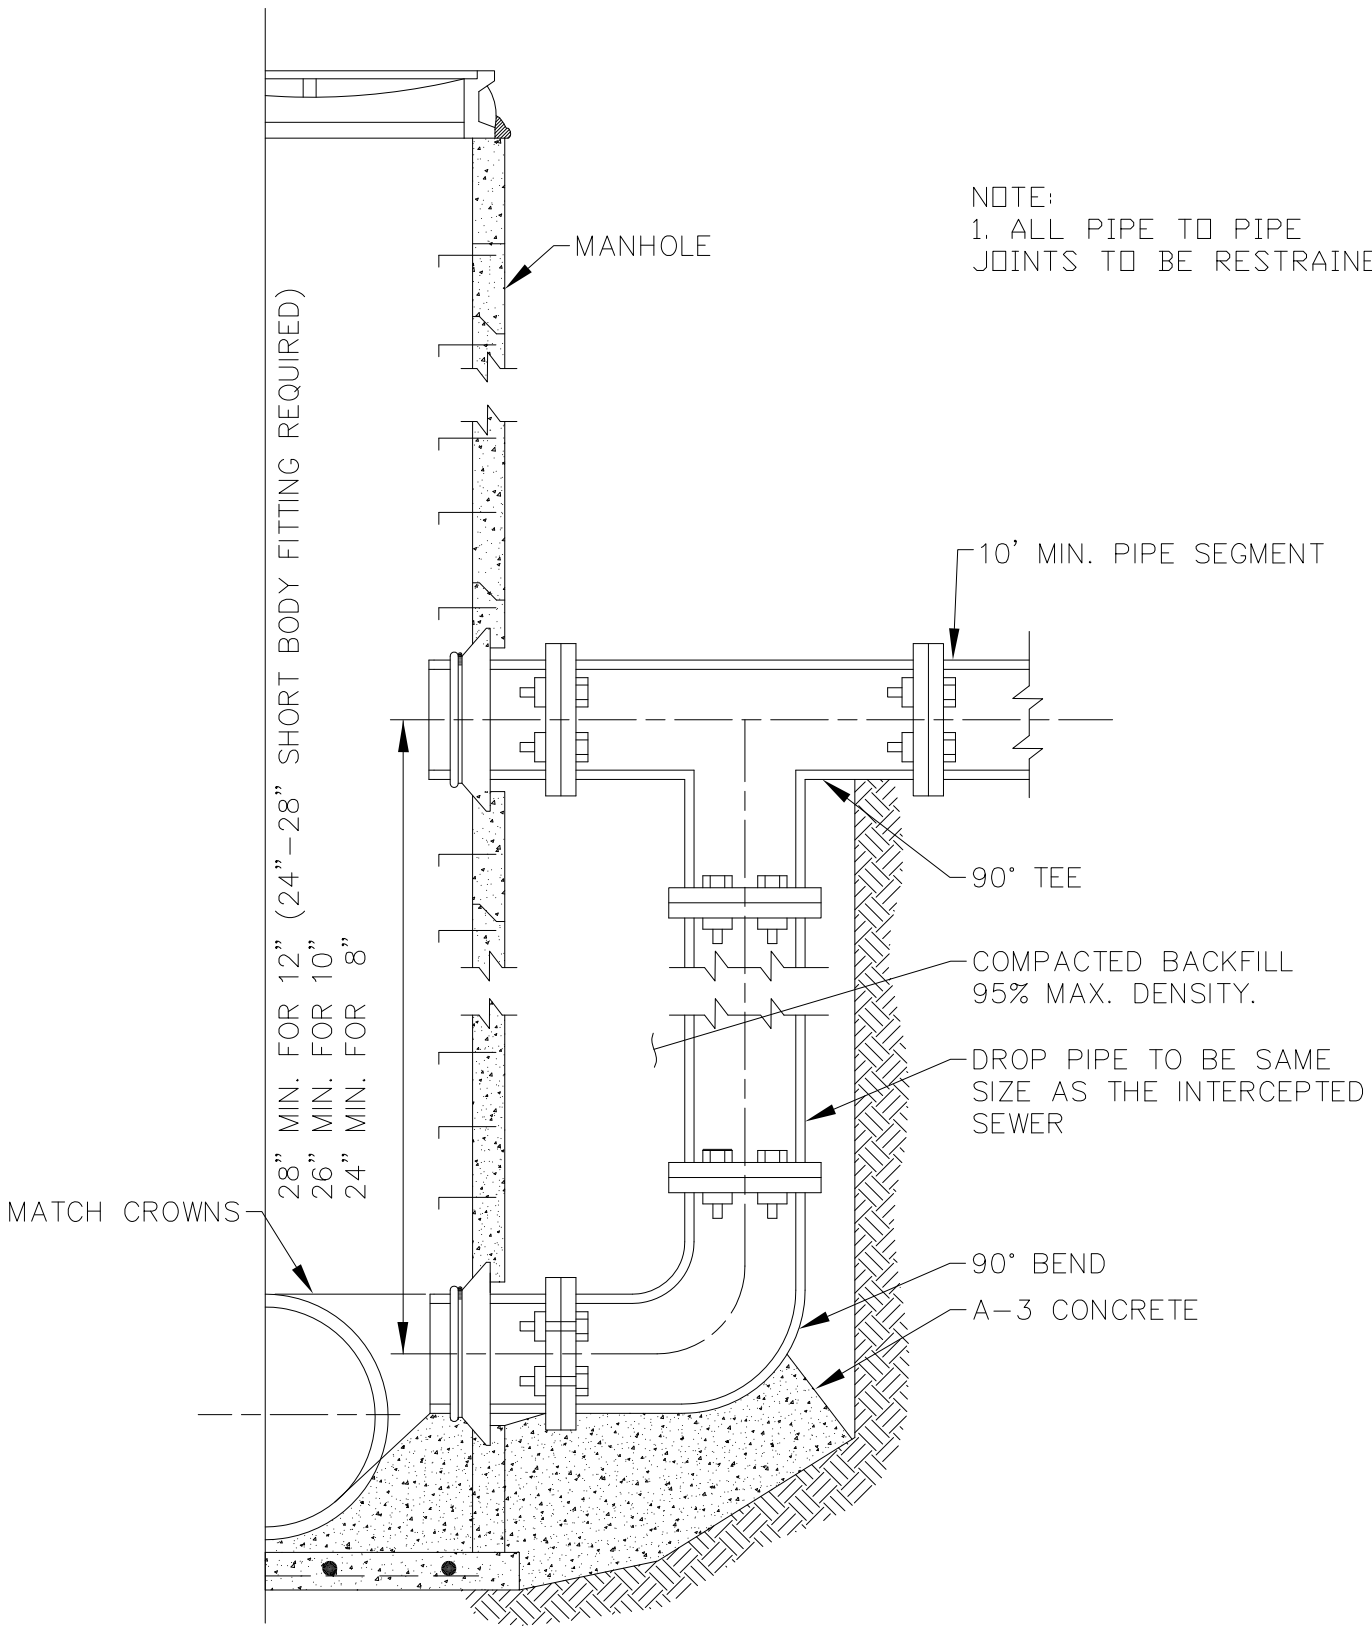 NOTE:
1. ALL PIPE TO PIPE
JOINTS TO BE RESTRAINE
MANHOLE
10' MIN. PIPE SEGMENT
28" MIN. FOR 12" (24"-28" SHORT BODY FITTING REQUIRED)
26" MIN. FOR 10"
24" MIN. FOR 8"
90° TEE
COMPACTED BACKFILL
95% MAX. DENSITY.
DROP PIPE TO BE SAME
SIZE AS THE INTERCEPTED
SEWER
MATCH CROWNS
90° BEND
A-3 CONCRETE